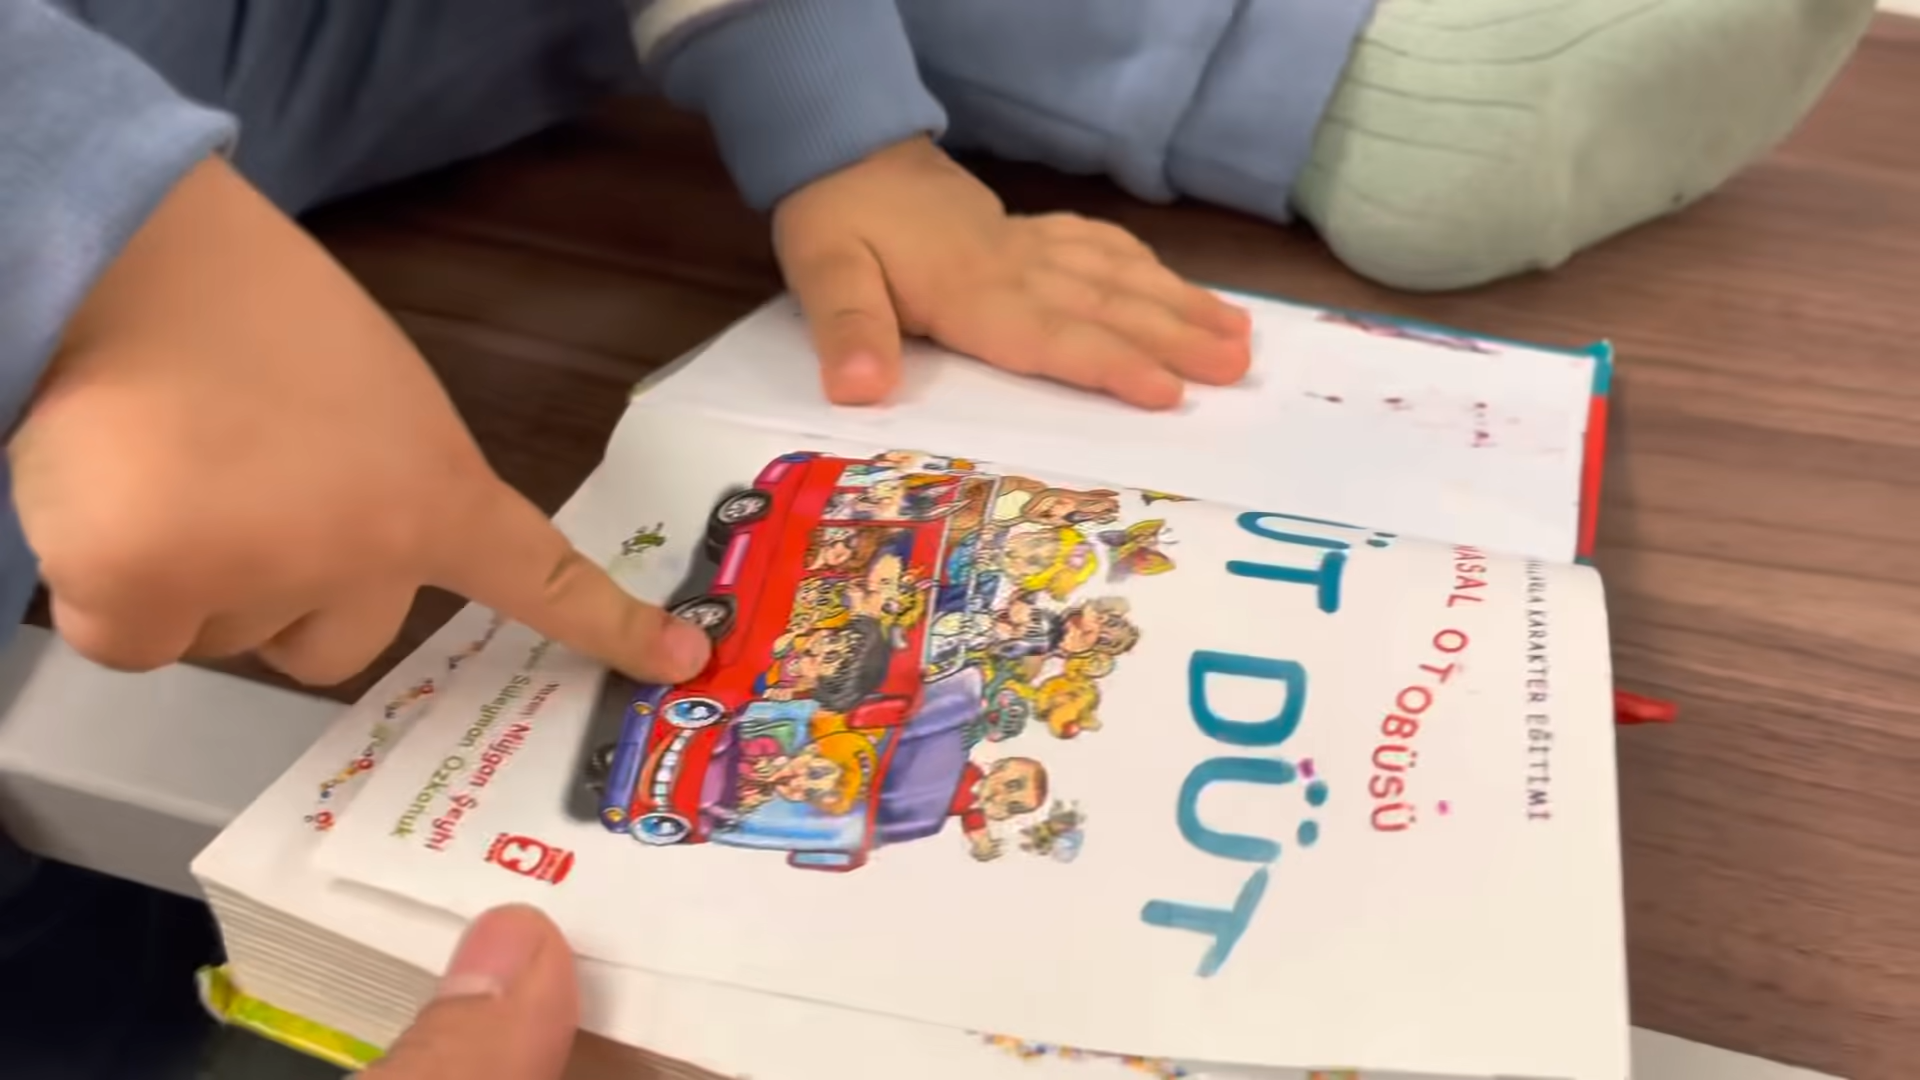 KARAKTER EĞİTİMİ
MASAL OTOBÜSÜ
ÜT DÜT
Müjgan Şeyhi
Süleyman Özkonuk